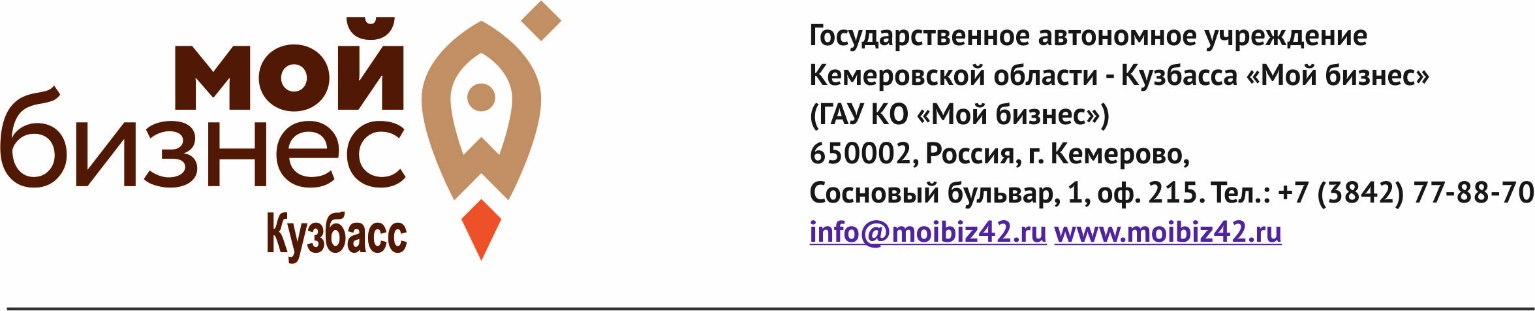 мой
бизнес
Кузбасс
Государственное автономное учреждение
Кемеровской области - Кузбасса «Мой бизнес»
(ГАУ КО «Мой бизнес»)
650002, Россия, г. Кемерово,
Сосновый бульвар, 1, оф. 215. Тел.: +7 (3842) 77-88-70
info@moibiz42.ru www.moibiz42.ru